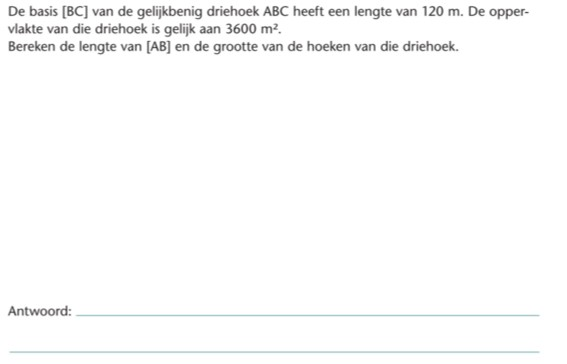 De basis [BC] van de gelijkbenig driehoek ABC heeft een lengte van 120 m. De opper-
vlakte van die driehoek is gelijk aan 3600 m².
Bereken de lengte van [AB] en de grootte van de hoeken van die driehoek.
Antwoord: